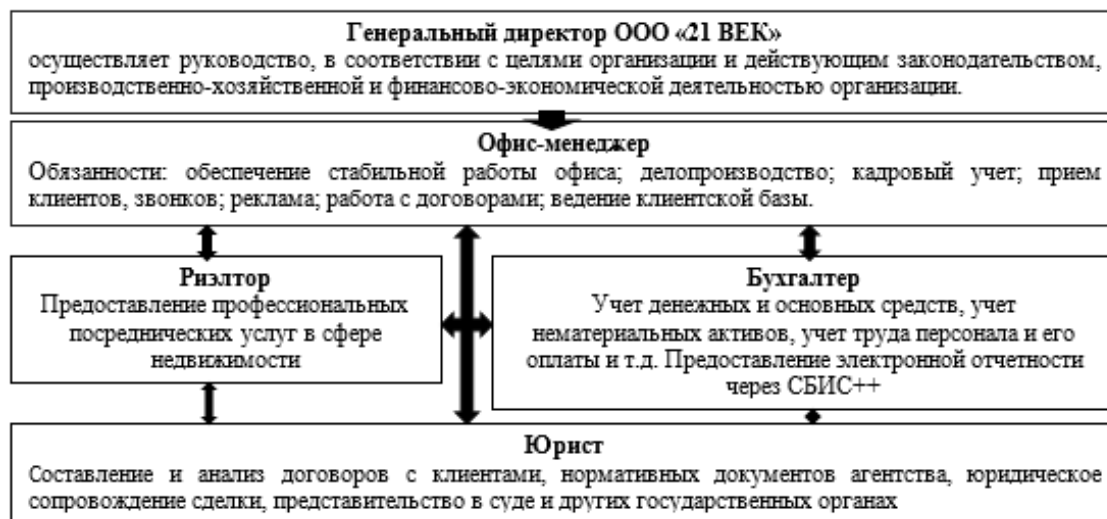 Генеральный директор ООО «21 ВЕК»
осуществляет руководство, в соответствии с целями организации и действующим законодательством,
производственно-хозяйственной и финансово-экономической деятельностью организации.
Офис-менеджер
Обязанности: обеспечение стабильной работы офиса; делопроизводство; кадровый учет; прием
клиентов, звонков; реклама; работа с договорами; ведение клиентской базы.
Риэлтор
Предоставление профессиональных
посреднических услуг в сфере
недвижимости
Бухгалтер
Учет денежных и основных средств, учет
нематериальных активов, учет труда персонала и его
оплаты и т.д. Предоставление электронной отчетности
через СБИС++
Юрист
Составление и анализ договоров с клиентами, нормативных документов агентства, юридическое
сопровождение сделки, представительство в суде и других государственных органах